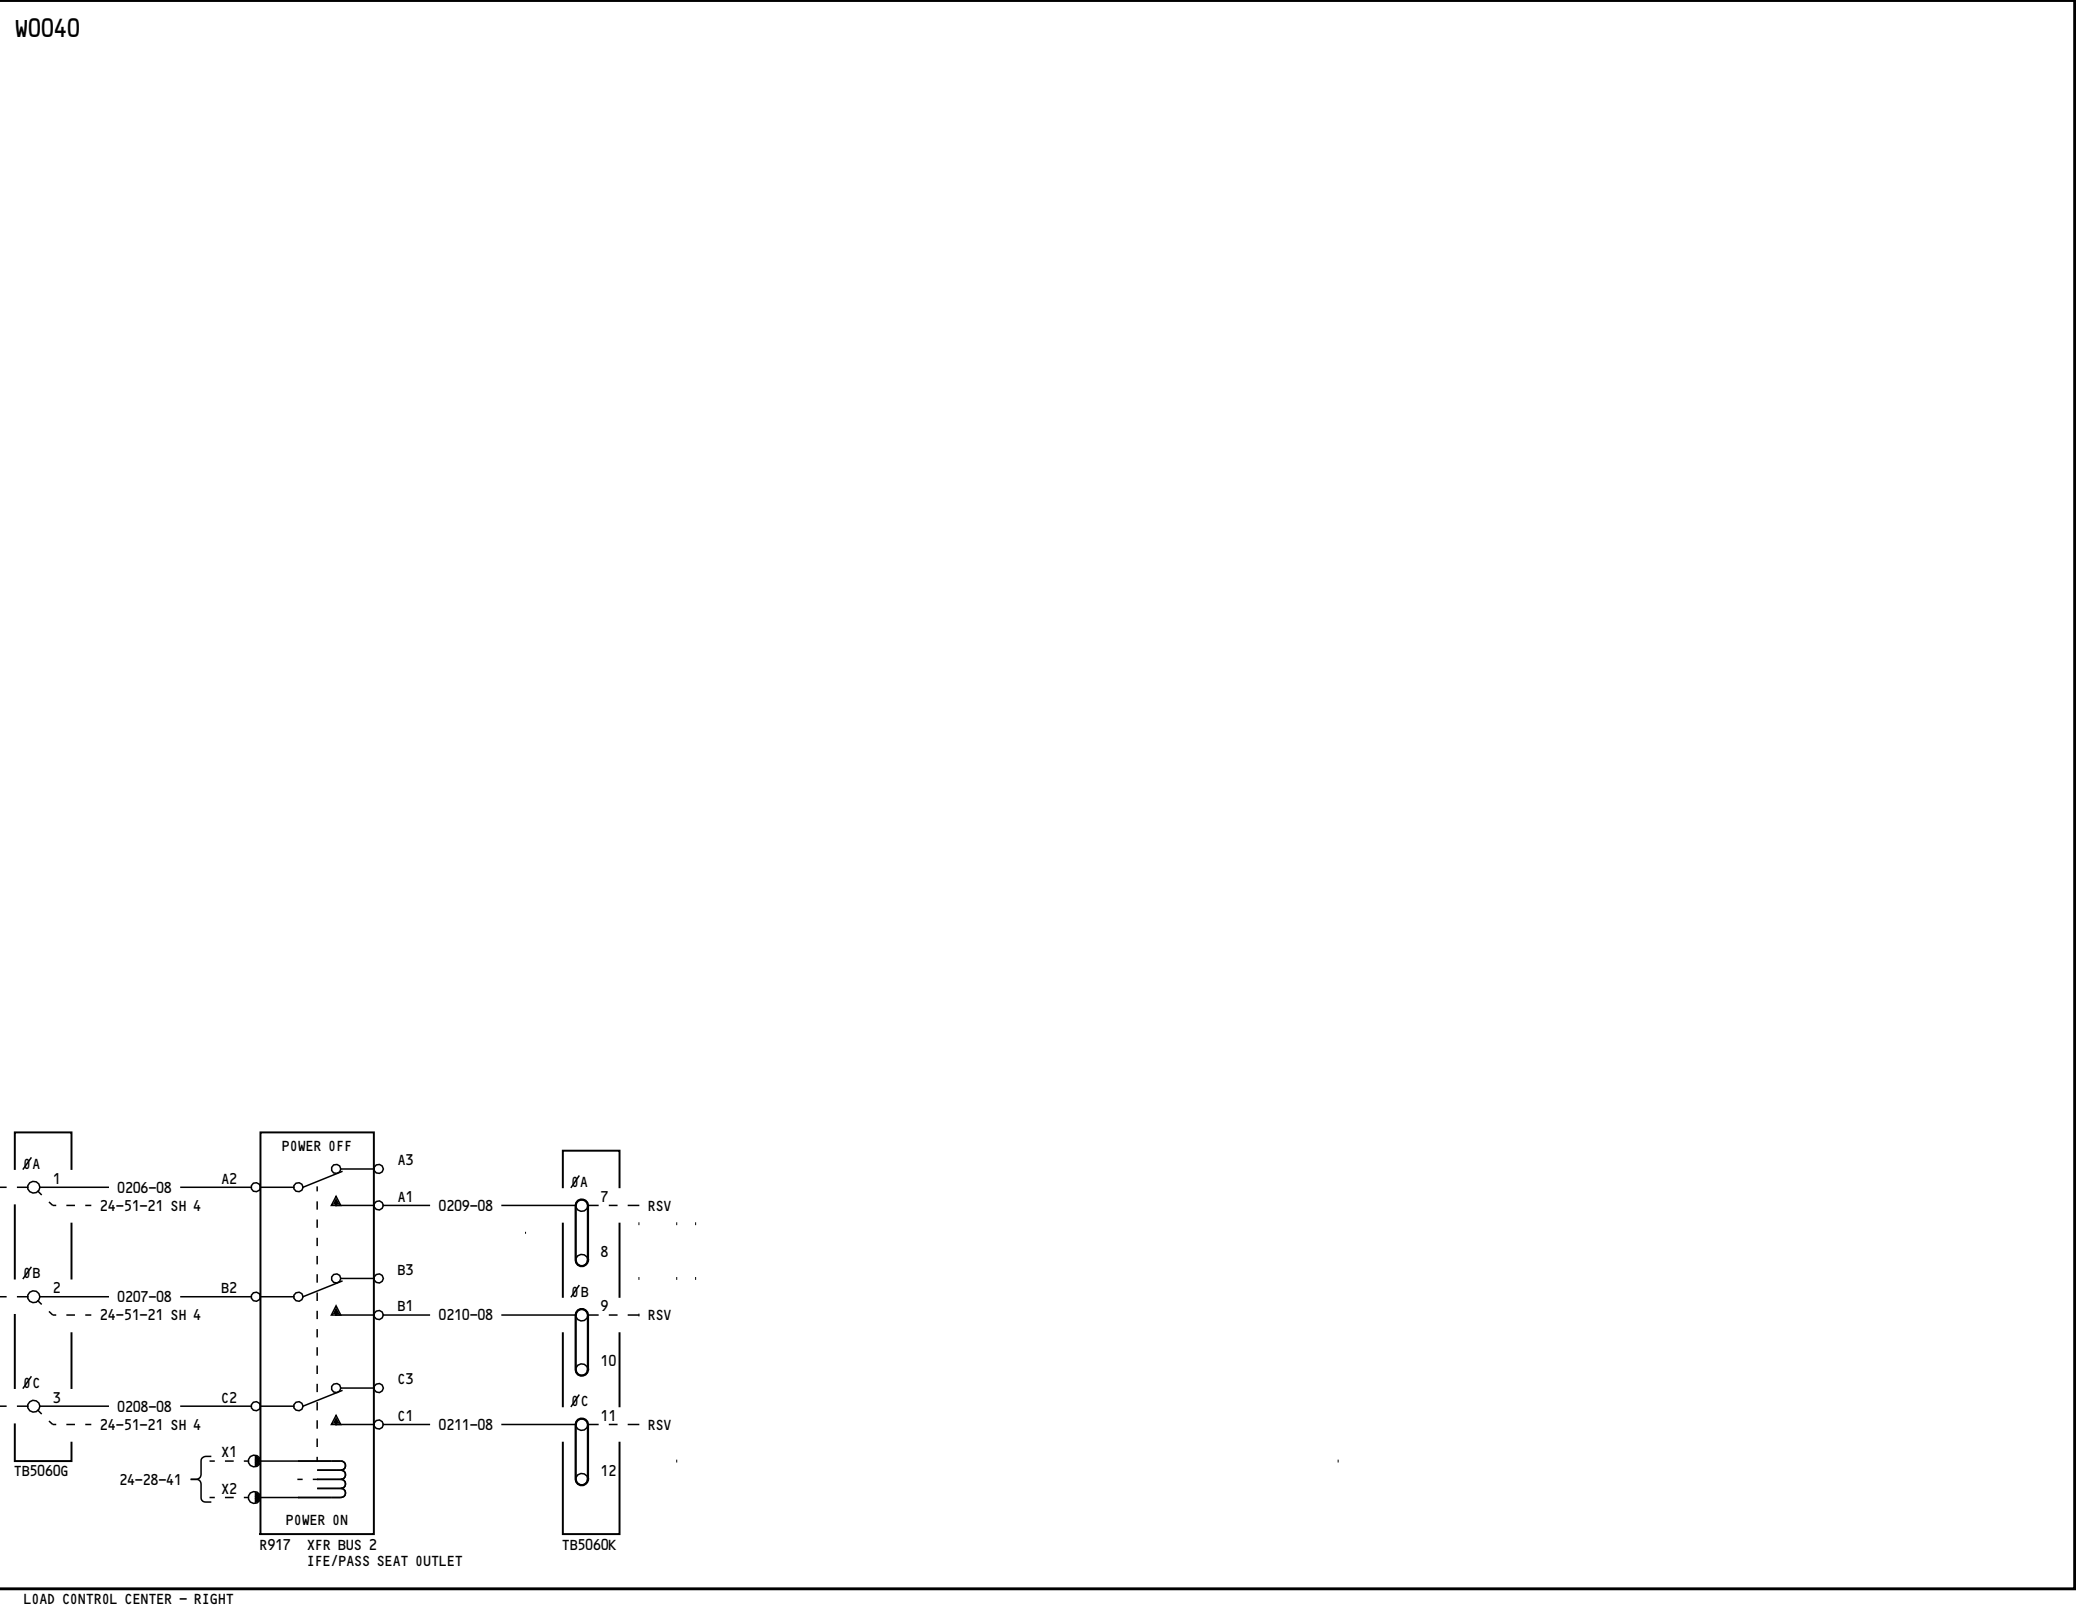 W0040
POWER OFF
A3
ØA
1
A2
0206-08
ØA
7
A1
24-51-21 SH 4
0209-08
RSV
8
ØB
2
B3
B2
0207-08
ØB
9
B1
24-51-21 SH 4
0210-08
RSV
10
ØC
3
C3
C2
0208-08
ØC
11
C1
24-51-21 SH 4
0211-08
RSV
X1
TB5060G
12
24-28-41
X2
POWER ON
R917 XFR BUS 2
IFE/PASS SEAT OUTLET
TB5060K
LOAD CONTROL CENTER - RIGHT